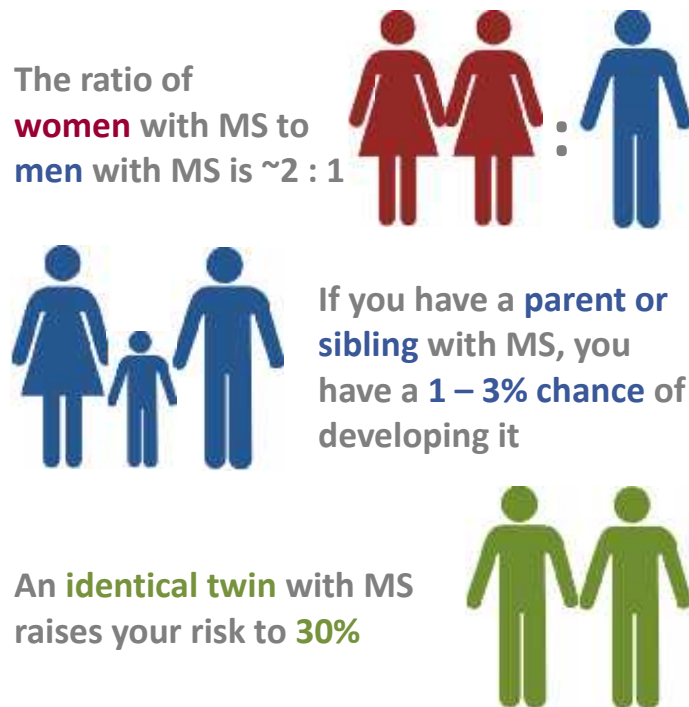 The ratio of
women with MS to
men with MS is ~2 : 1
:
If you have a parent or
sibling with MS, you
have a 1 – 3% chance of
developing it
An identical twin with MS
raises your risk to 30%